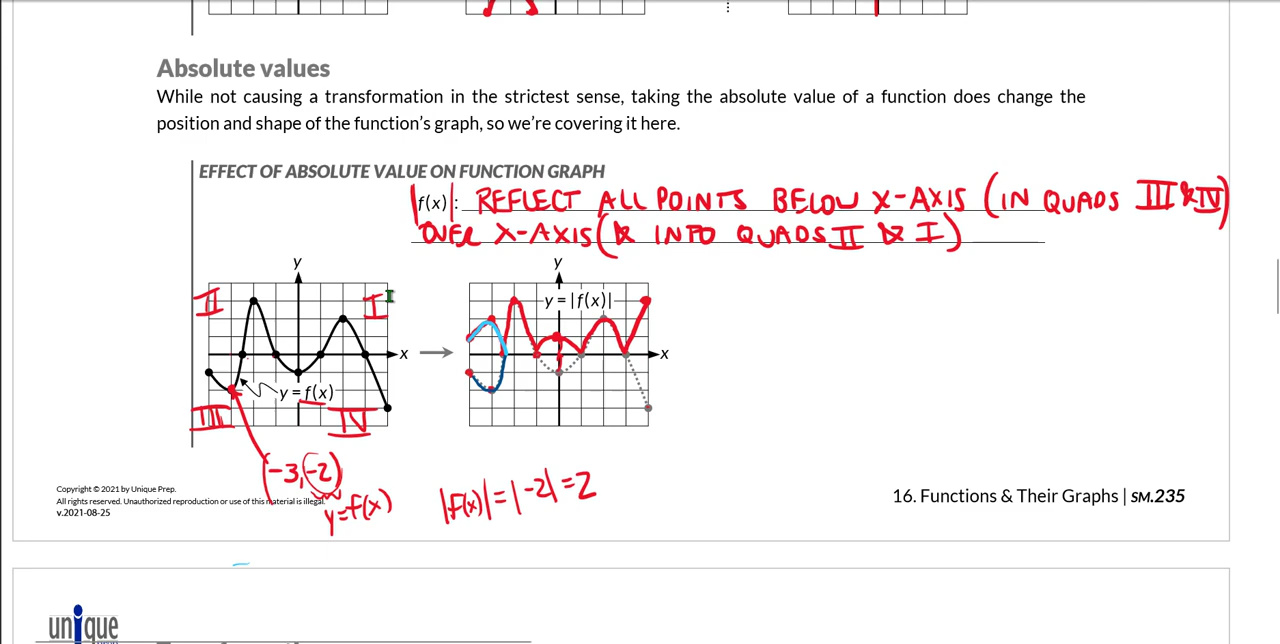 Absolute values
While not causing a transformation in the strictest sense, taking the absolute value of a function does change the
position and shape of the function's graph, so we're covering it here.
EFFECT OF ABSOLUTE VALUE ON FUNCTION GRAPH
|f(x)|: REFLECT ALL POINTS BELOW X-AXIS (IN QUADS III & IV)
OVER X-AXIS (& INTO QUADS II & I)
y
y
II
I
y = |f(x)|
x
x
y = f(x)
III
IV
(-3, -2)
y = f(x)
|f(x)| = |-2| = 2
Copyright © 2021 by Unique Prep.
All rights reserved. Unauthorized reproduction or use of this material is illegal.
v.2021-08-25
16. Functions & Their Graphs | SM.235
unique